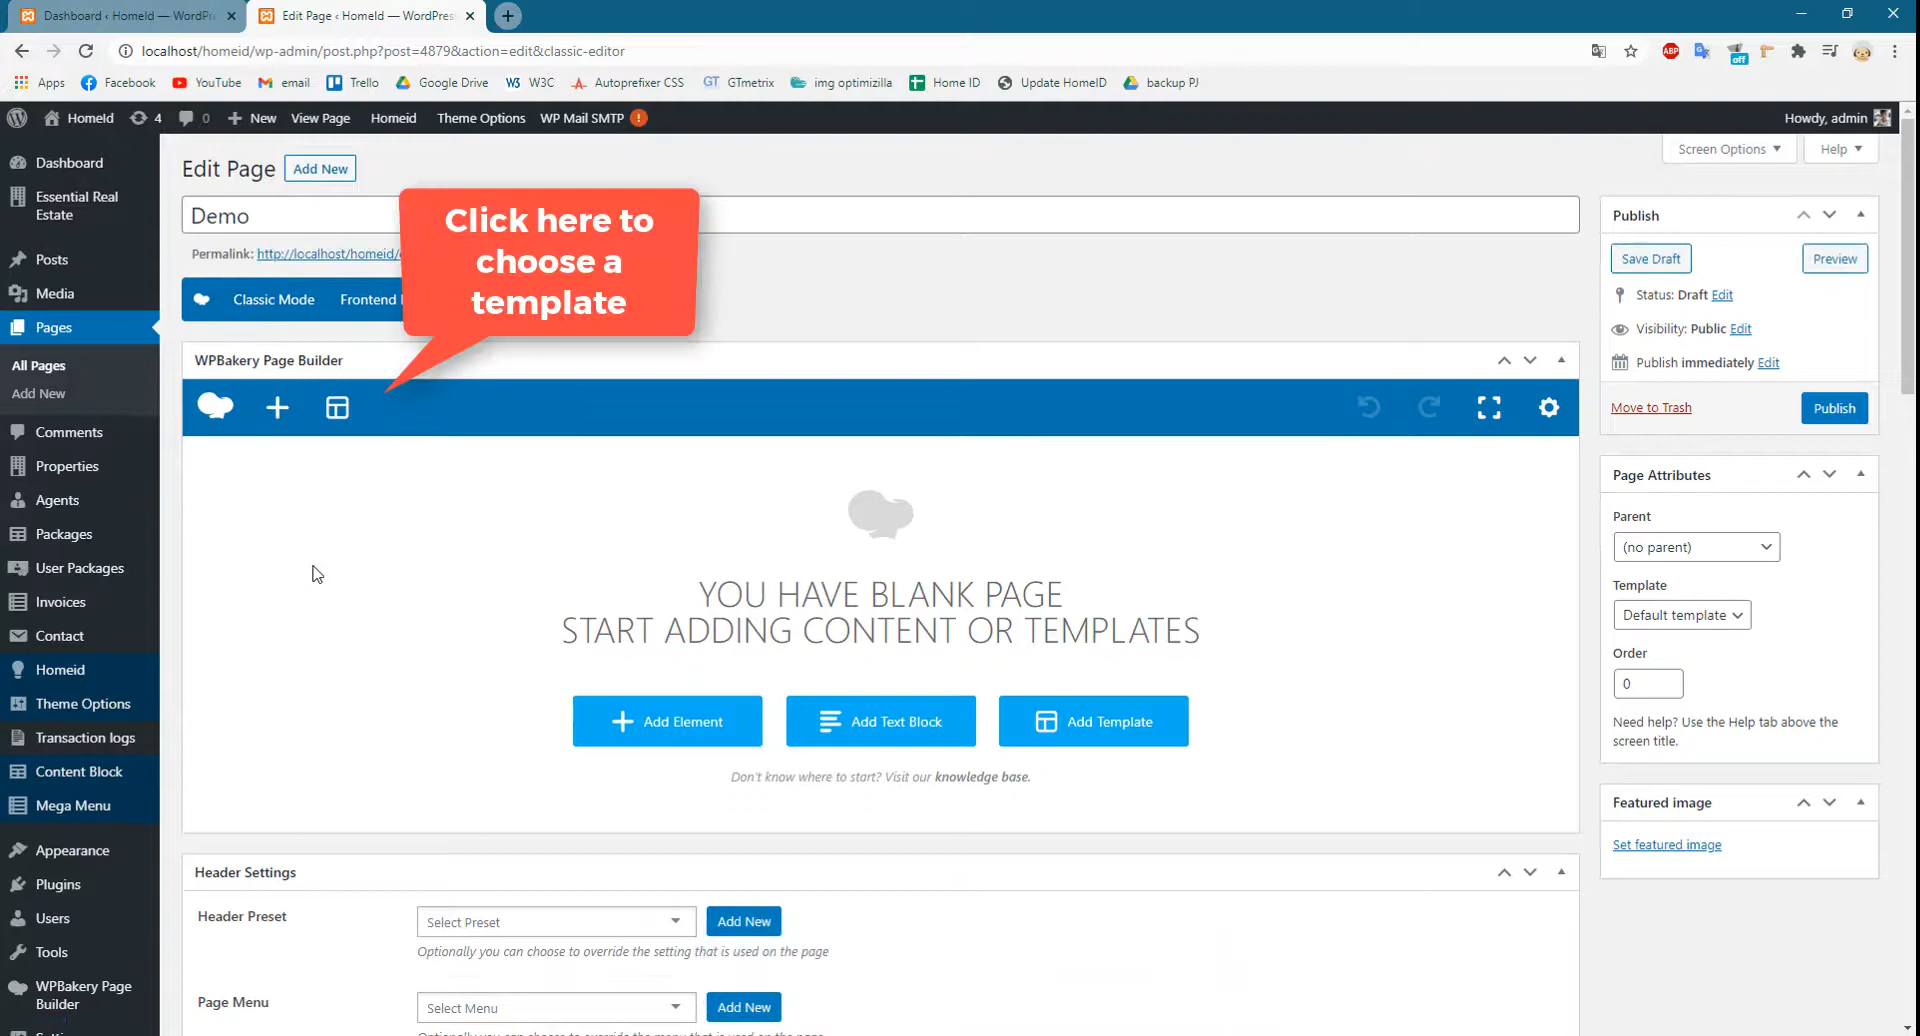 Dashboard ‹ HomeId — WordPr
Edit Page ‹ HomeId — WordPress
localhost/homeid/wp-admin/post.php?post=4879&action=edit&classic-editor
ABP
off
Apps
Facebook
YouTube
email
Trello
Google Drive
W3 W3C
Autoprefixer CSS
GT GTmetrix
img optimizilla
Home ID
Update HomeID
backup PJ
HomeId
4
0
New
View Page
Homeid
Theme Options
WP Mail SMTP !
Howdy, admin
Dashboard
Essential Real
Estate
Posts
Media
Pages
All Pages
Add New
Comments
Properties
Agents
Packages
User Packages
Invoices
Contact
Homeid
Theme Options
Transaction logs
Content Block
Mega Menu
Appearance
Plugins
Users
Tools
WPBakery Page
Builder
Screen Options
Help
Edit Page
Add New
Demo
Permalink: http://localhost/homeid/
Classic Mode
Frontend
Click here to
choose a
template
WPBakery Page Builder
YOU HAVE BLANK PAGE
START ADDING CONTENT OR TEMPLATES
Add Element
Add Text Block
Add Template
Don't know where to start? Visit our knowledge base.
Header Settings
Header Preset
Select Preset
Add New
Optionally you can choose to override the setting that is used on the page
Page Menu
Select Menu
Add New
Publish
Save Draft
Preview
Status: Draft Edit
Visibility: Public Edit
Publish immediately Edit
Move to Trash
Publish
Page Attributes
Parent
(no parent)
Template
Default template
Order
0
Need help? Use the Help tab above the
screen title.
Featured image
Set featured image